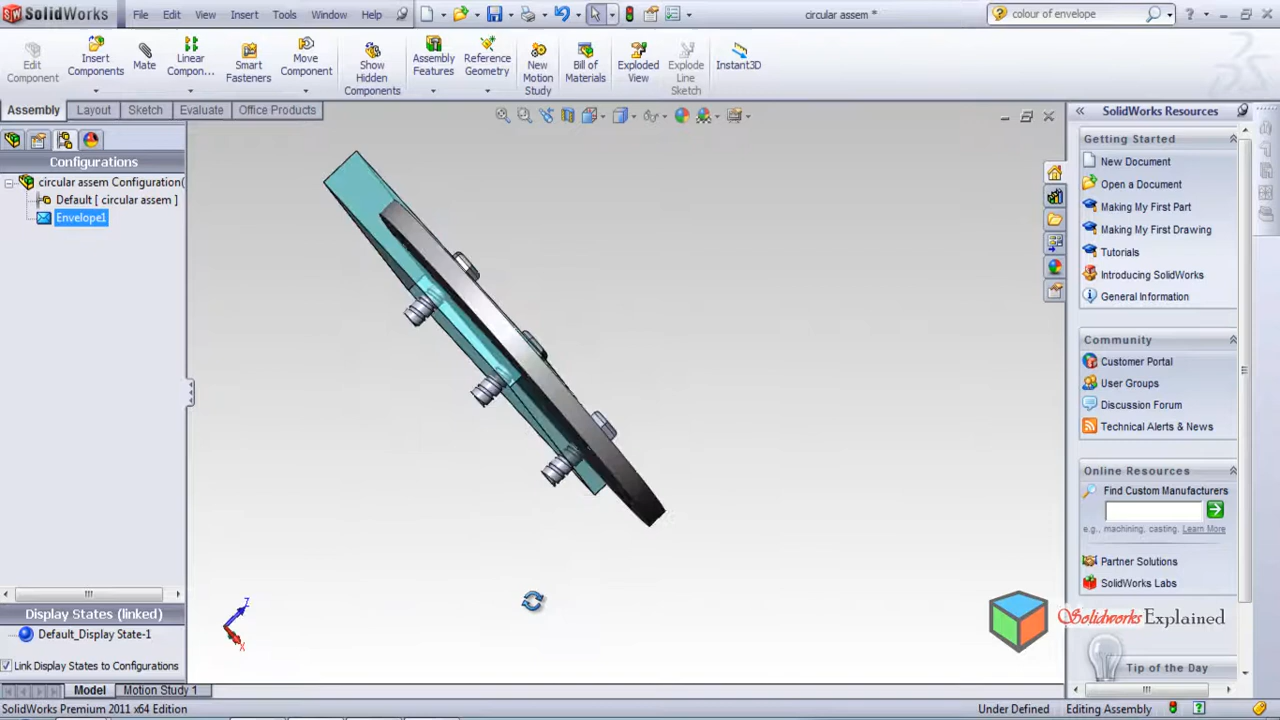 SolidWorks
File Edit View Insert Tools Window Help
circular assem *
colour of envelope
Edit Component
Insert Components
Mate
Linear Compon...
Smart Fasteners
Move Component
Show Hidden Components
Assembly Features
Reference Geometry
New Motion Study
Bill of Materials
Exploded View
Explode Line Sketch
Instant3D
Assembly Layout Sketch Evaluate Office Products
Configurations
circular assem Configuration(
Default [ circular assem ]
Envelope1
Z
X
Display States (linked)
Default_Display State-1
Link Display States to Configurations
Model Motion Study 1
SolidWorks Premium 2011 x64 Edition
Under Defined
Editing Assembly
SolidWorks Resources
Getting Started
New Document
Open a Document
Making My First Part
Making My First Drawing
Tutorials
Introducing SolidWorks
General Information
Community
Customer Portal
User Groups
Discussion Forum
Technical Alerts & News
Online Resources
Find Custom Manufacturers
e.g., machining, casting. Learn More
Partner Solutions
SolidWorks Labs
Solidworks Explained
Tip of the Day